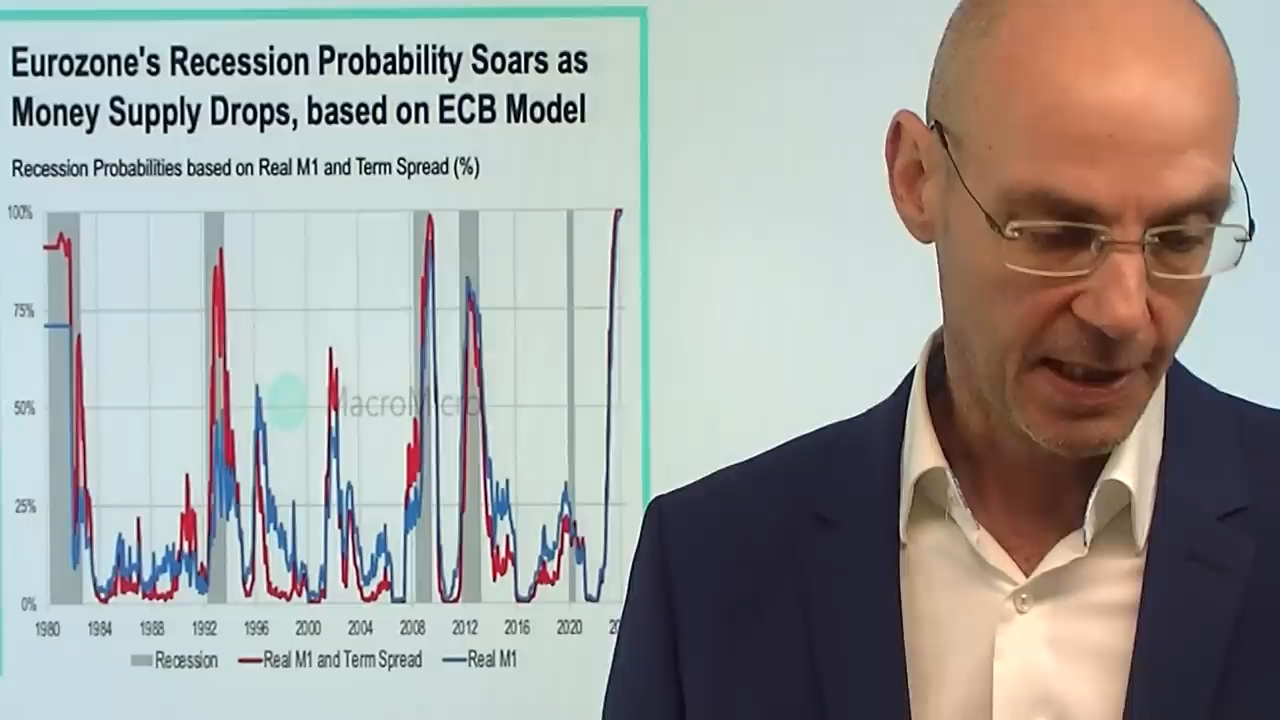 Eurozone's Recession Probability Soars as
Money Supply Drops, based on ECB Model
Recession Probabilities based on Real M1 and Term Spread (%)
100%
75%
50%
25%
0%
MacroMicro
1980 1984 1988 1992 1996 2000 2004 2008 2012 2016 2020 20
Recession Real M1 and Term Spread Real M1